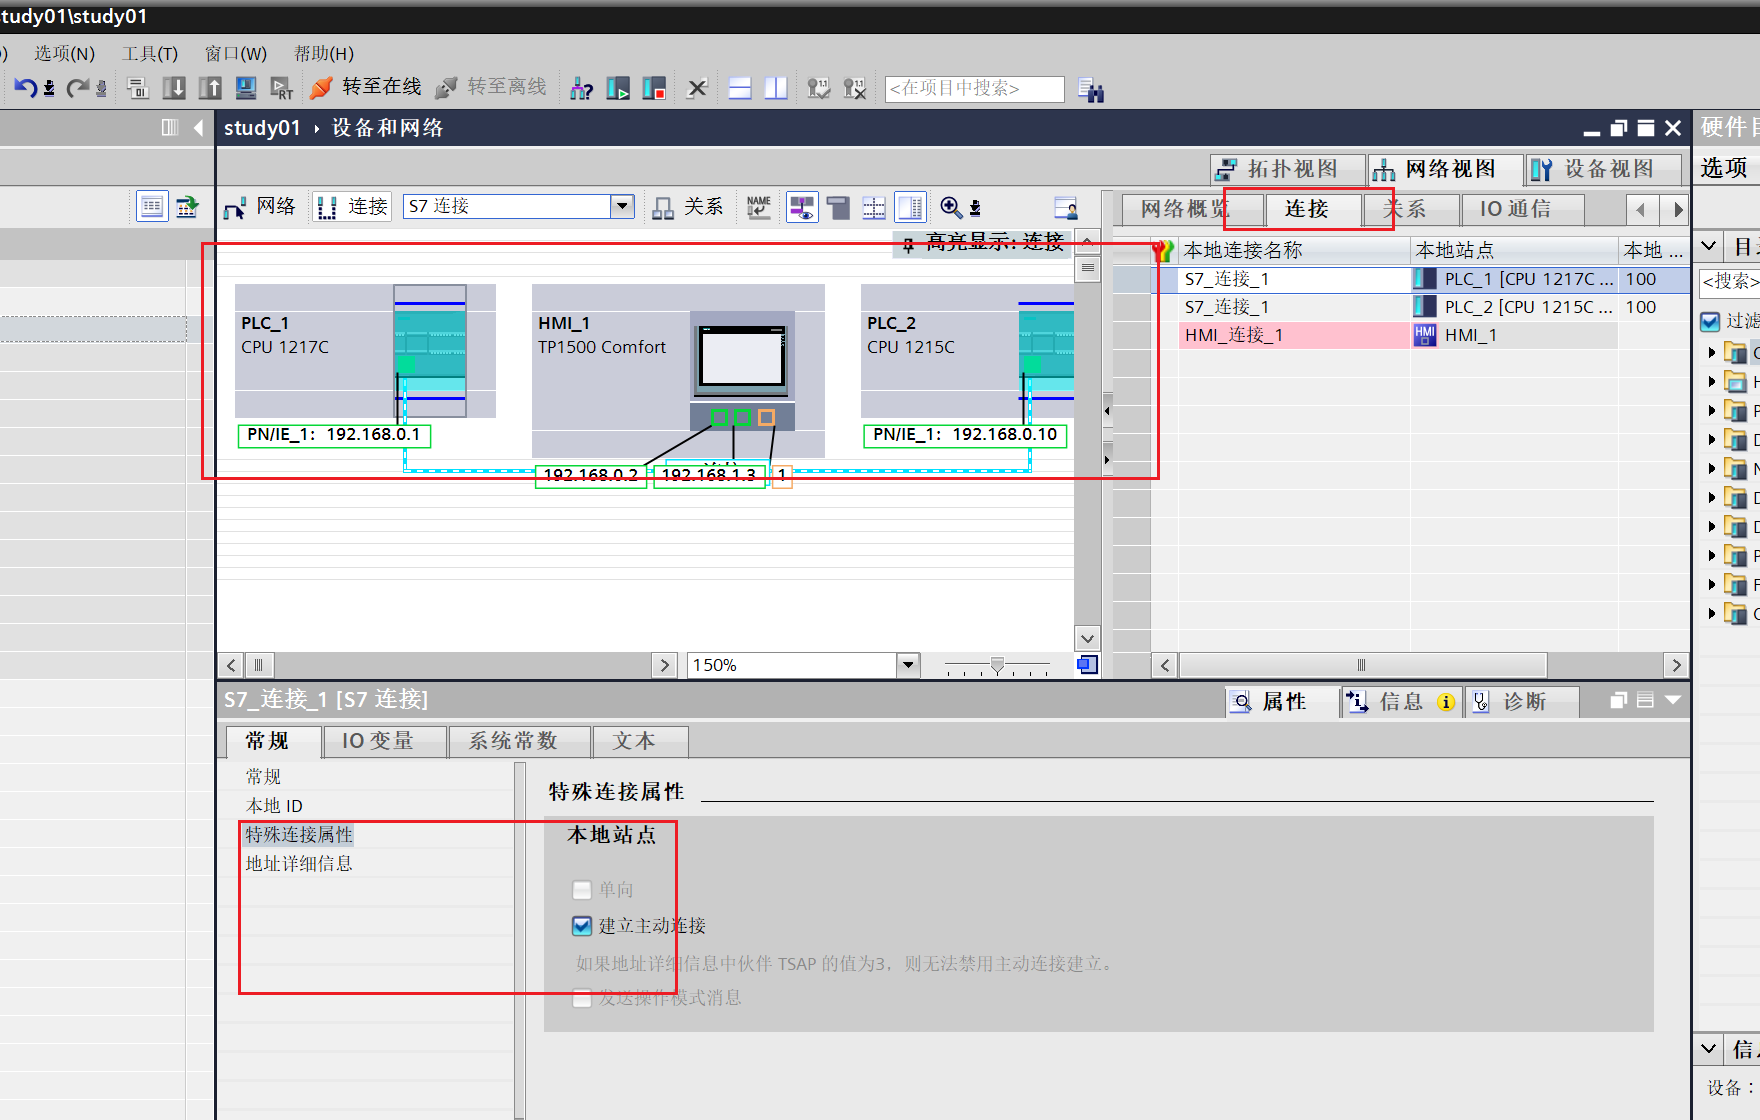 study01\study01
选项(N) 工具(T) 窗口(W) 帮助(H)
转至在线 转至离线 <在项目中搜索>
study01 设备和网络
硬件目
拓扑视图 网络视图 设备视图
选项
网络 连接 S7 连接 关系
网络概览 连接 关系 IO 通信
高亮显示: 连接
本地连接名称 本地站点 本地 ...
S7_连接_1 PLC_1 [CPU 1217C ... 100
S7_连接_1 PLC_2 [CPU 1215C ... 100
HMI_连接_1 HMI_1
<搜索>
过滤
PLC_1
CPU 1217C
HMI_1
TP1500 Comfort
PLC_2
CPU 1215C
PN/IE_1: 192.168.0.1
PN/IE_1: 192.168.0.10
192.168.0.2 192.168.1.3 1
150%
S7_连接_1 [S7 连接]
属性 信息 诊断
常规 IO 变量 系统常数 文本
常规
本地 ID
特殊连接属性
地址详细信息
特殊连接属性
本地站点
单向
建立主动连接
如果地址详细信息中伙伴 TSAP 的值为3，则无法禁用主动连接建立。
发送操作模式消息
设备：